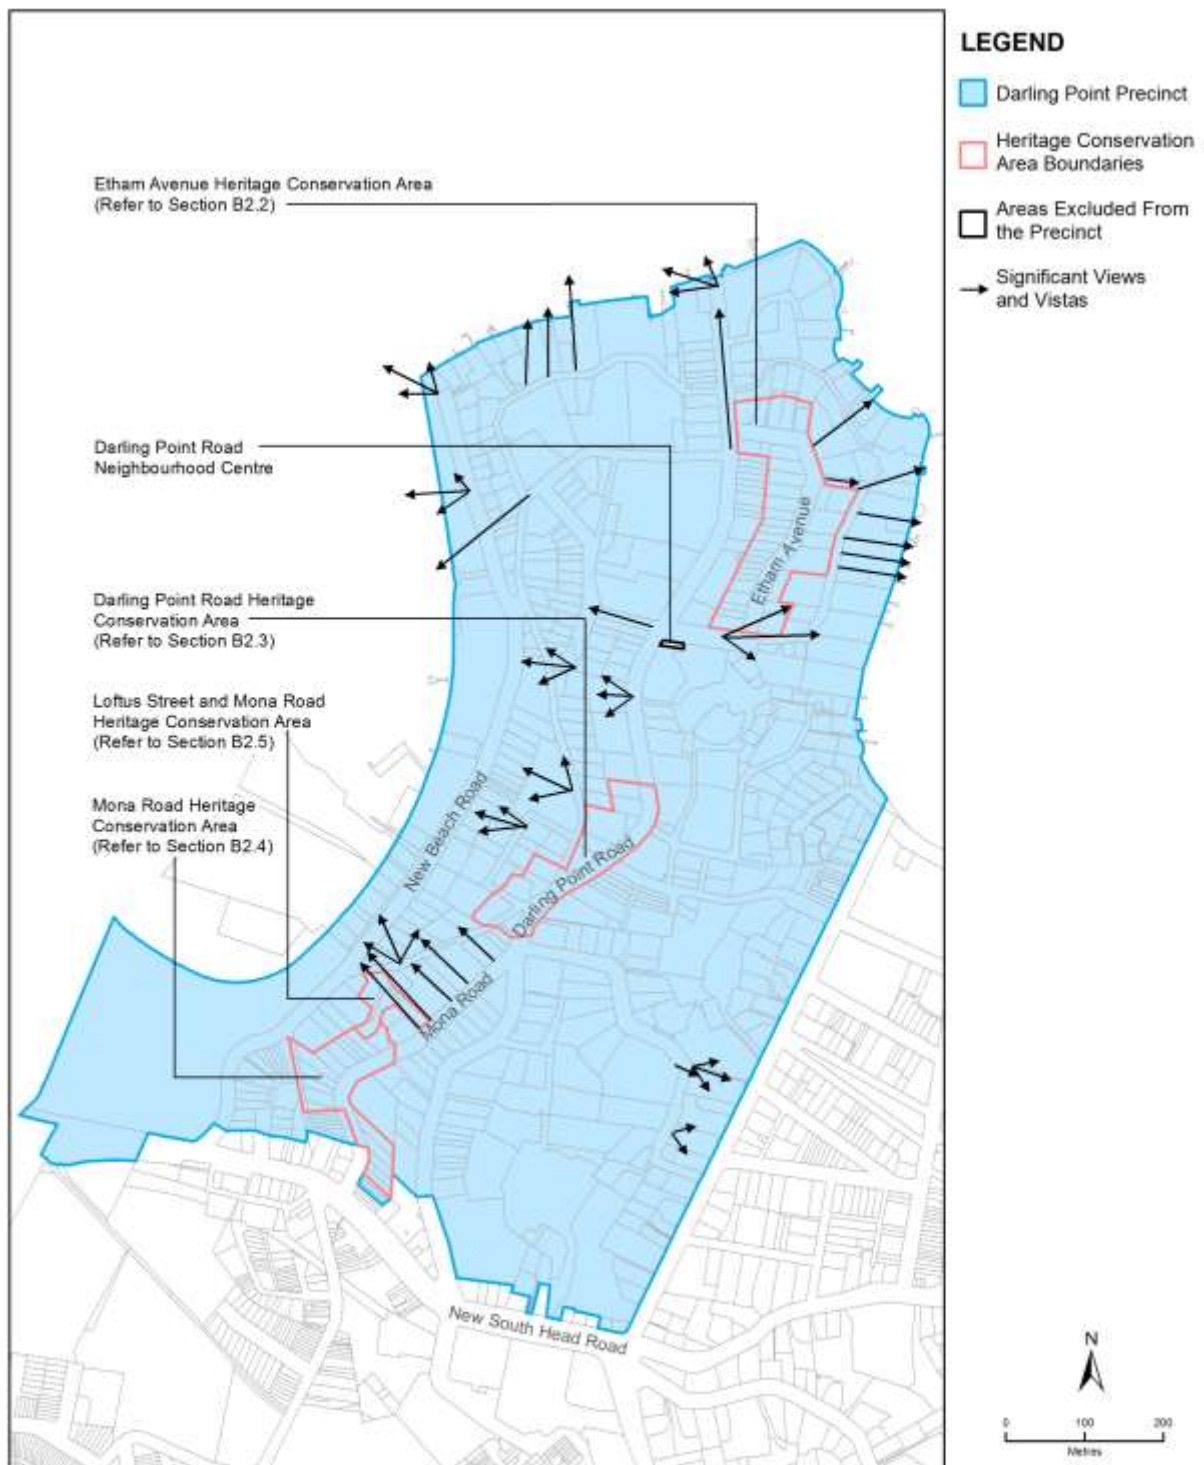 LEGEND
Darling Point Precinct
Heritage Conservation
Area Boundaries
Areas Excluded From
the Precinct
Significant Views
and Vistas
Etham Avenue Heritage Conservation Area
(Refer to Section B2.2)
Darling Point Road
Neighbourhood Centre
Darling Point Road Heritage
Conservation Area
(Refer to Section B2.3)
Loftus Street and Mona Road
Heritage Conservation Area
(Refer to Section B2.5)
Mona Road Heritage
Conservation Area
(Refer to Section B2.4)
Etham Avenue
New Beach Road
Darling Point Road
Mona Road
New South Head Road
N
0 100 200
Metres